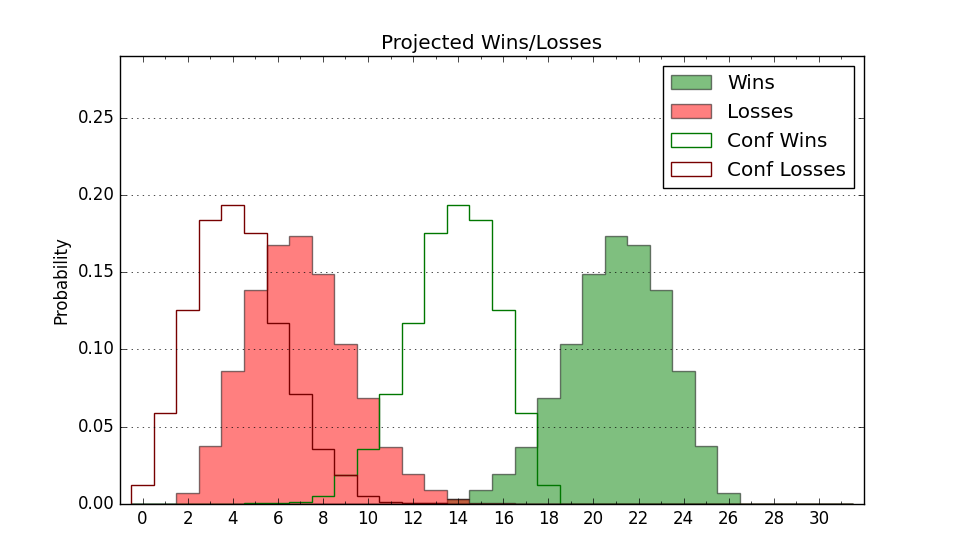 Projected Wins/Losses
Wins
Losses
Conf Wins
Conf Losses
Probability
0.25
0.20
0.15
0.10
0.05
0.00
0 2 4 6 8 10 12 14 16 18 20 22 24 26 28 30